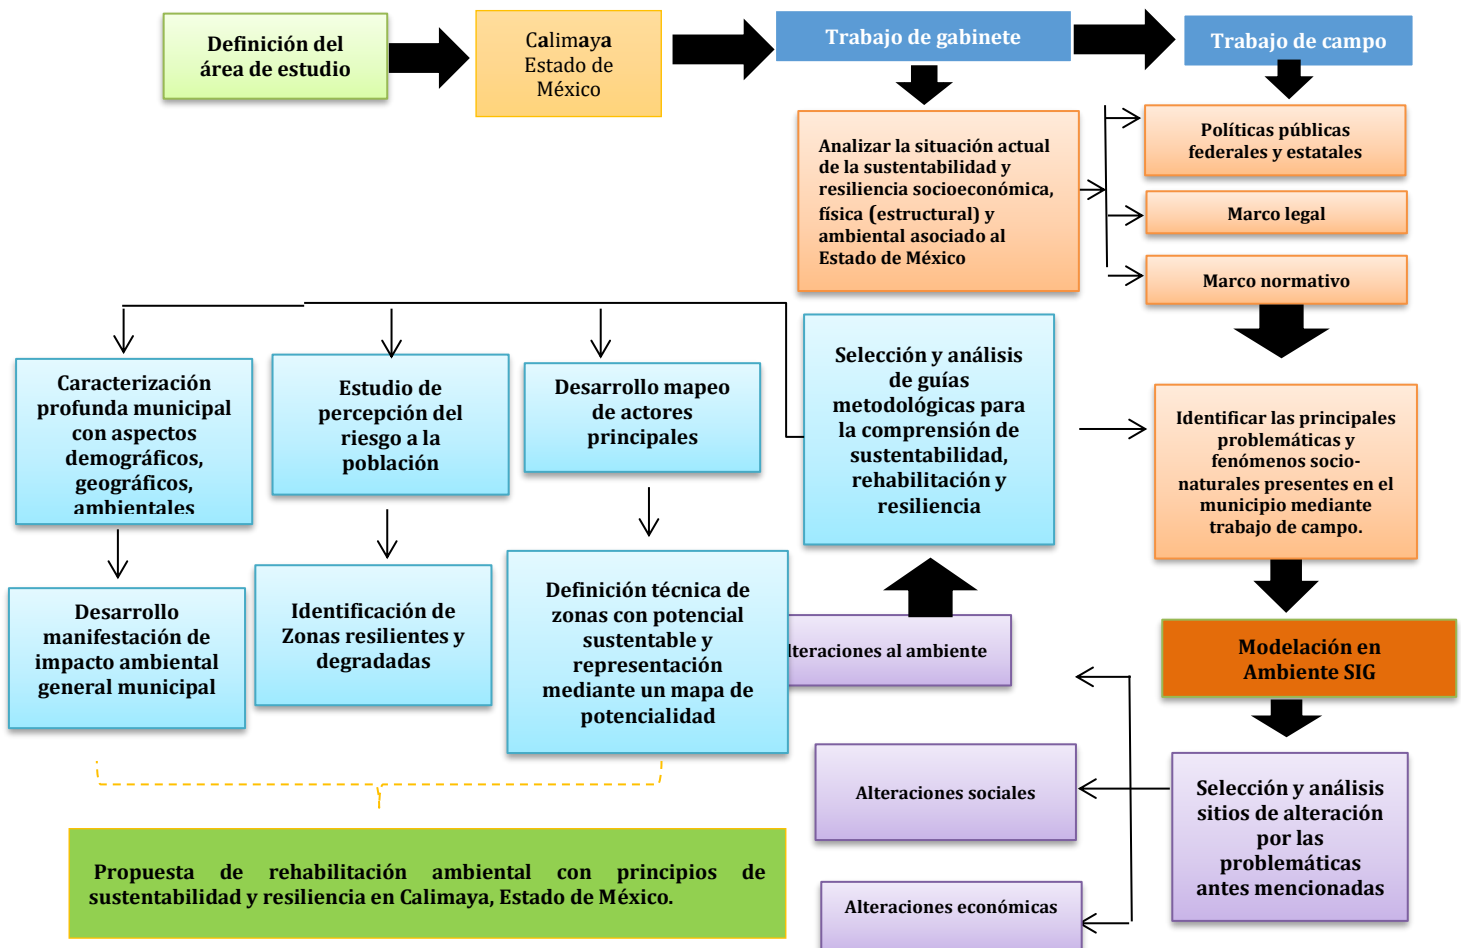 Definición del
área de estudio
Calimaya
Estado de
México
Trabajo de gabinete
Trabajo de campo
Analizar la situación actual
de la sustentabilidad y
resiliencia socioeconómica,
física (estructural) y
ambiental asociado al
Estado de México
Políticas públicas
federales y estatales
Marco legal
Marco normativo
Caracterización
profunda municipal
con aspectos
demográficos,
geográficos,
ambientales
Estudio de
percepción del
riesgo a la
población
Desarrollo mapeo
de actores
principales
Selección y análisis
de guías
metodológicas para
la comprensión de
sustentabilidad,
rehabilitación y
resiliencia
Identificar las principales
problemáticas y
fenómenos socio-
naturales presentes en el
municipio mediante
trabajo de campo.
Desarrollo
manifestación de
impacto ambiental
general municipal
Identificación de
Zonas resilientes y
degradadas
Definición técnica de
zonas con potencial
sustentable y
representación
mediante un mapa de
potencialidad
lteraciones al ambiente
Modelación en
Ambiente SIG
Alteraciones sociales
Selección y análisis
sitios de alteración
por las
problemáticas
antes mencionadas
Alteraciones económicas
Propuesta de rehabilitación ambiental con principios de
sustentabilidad y resiliencia en Calimaya, Estado de México.